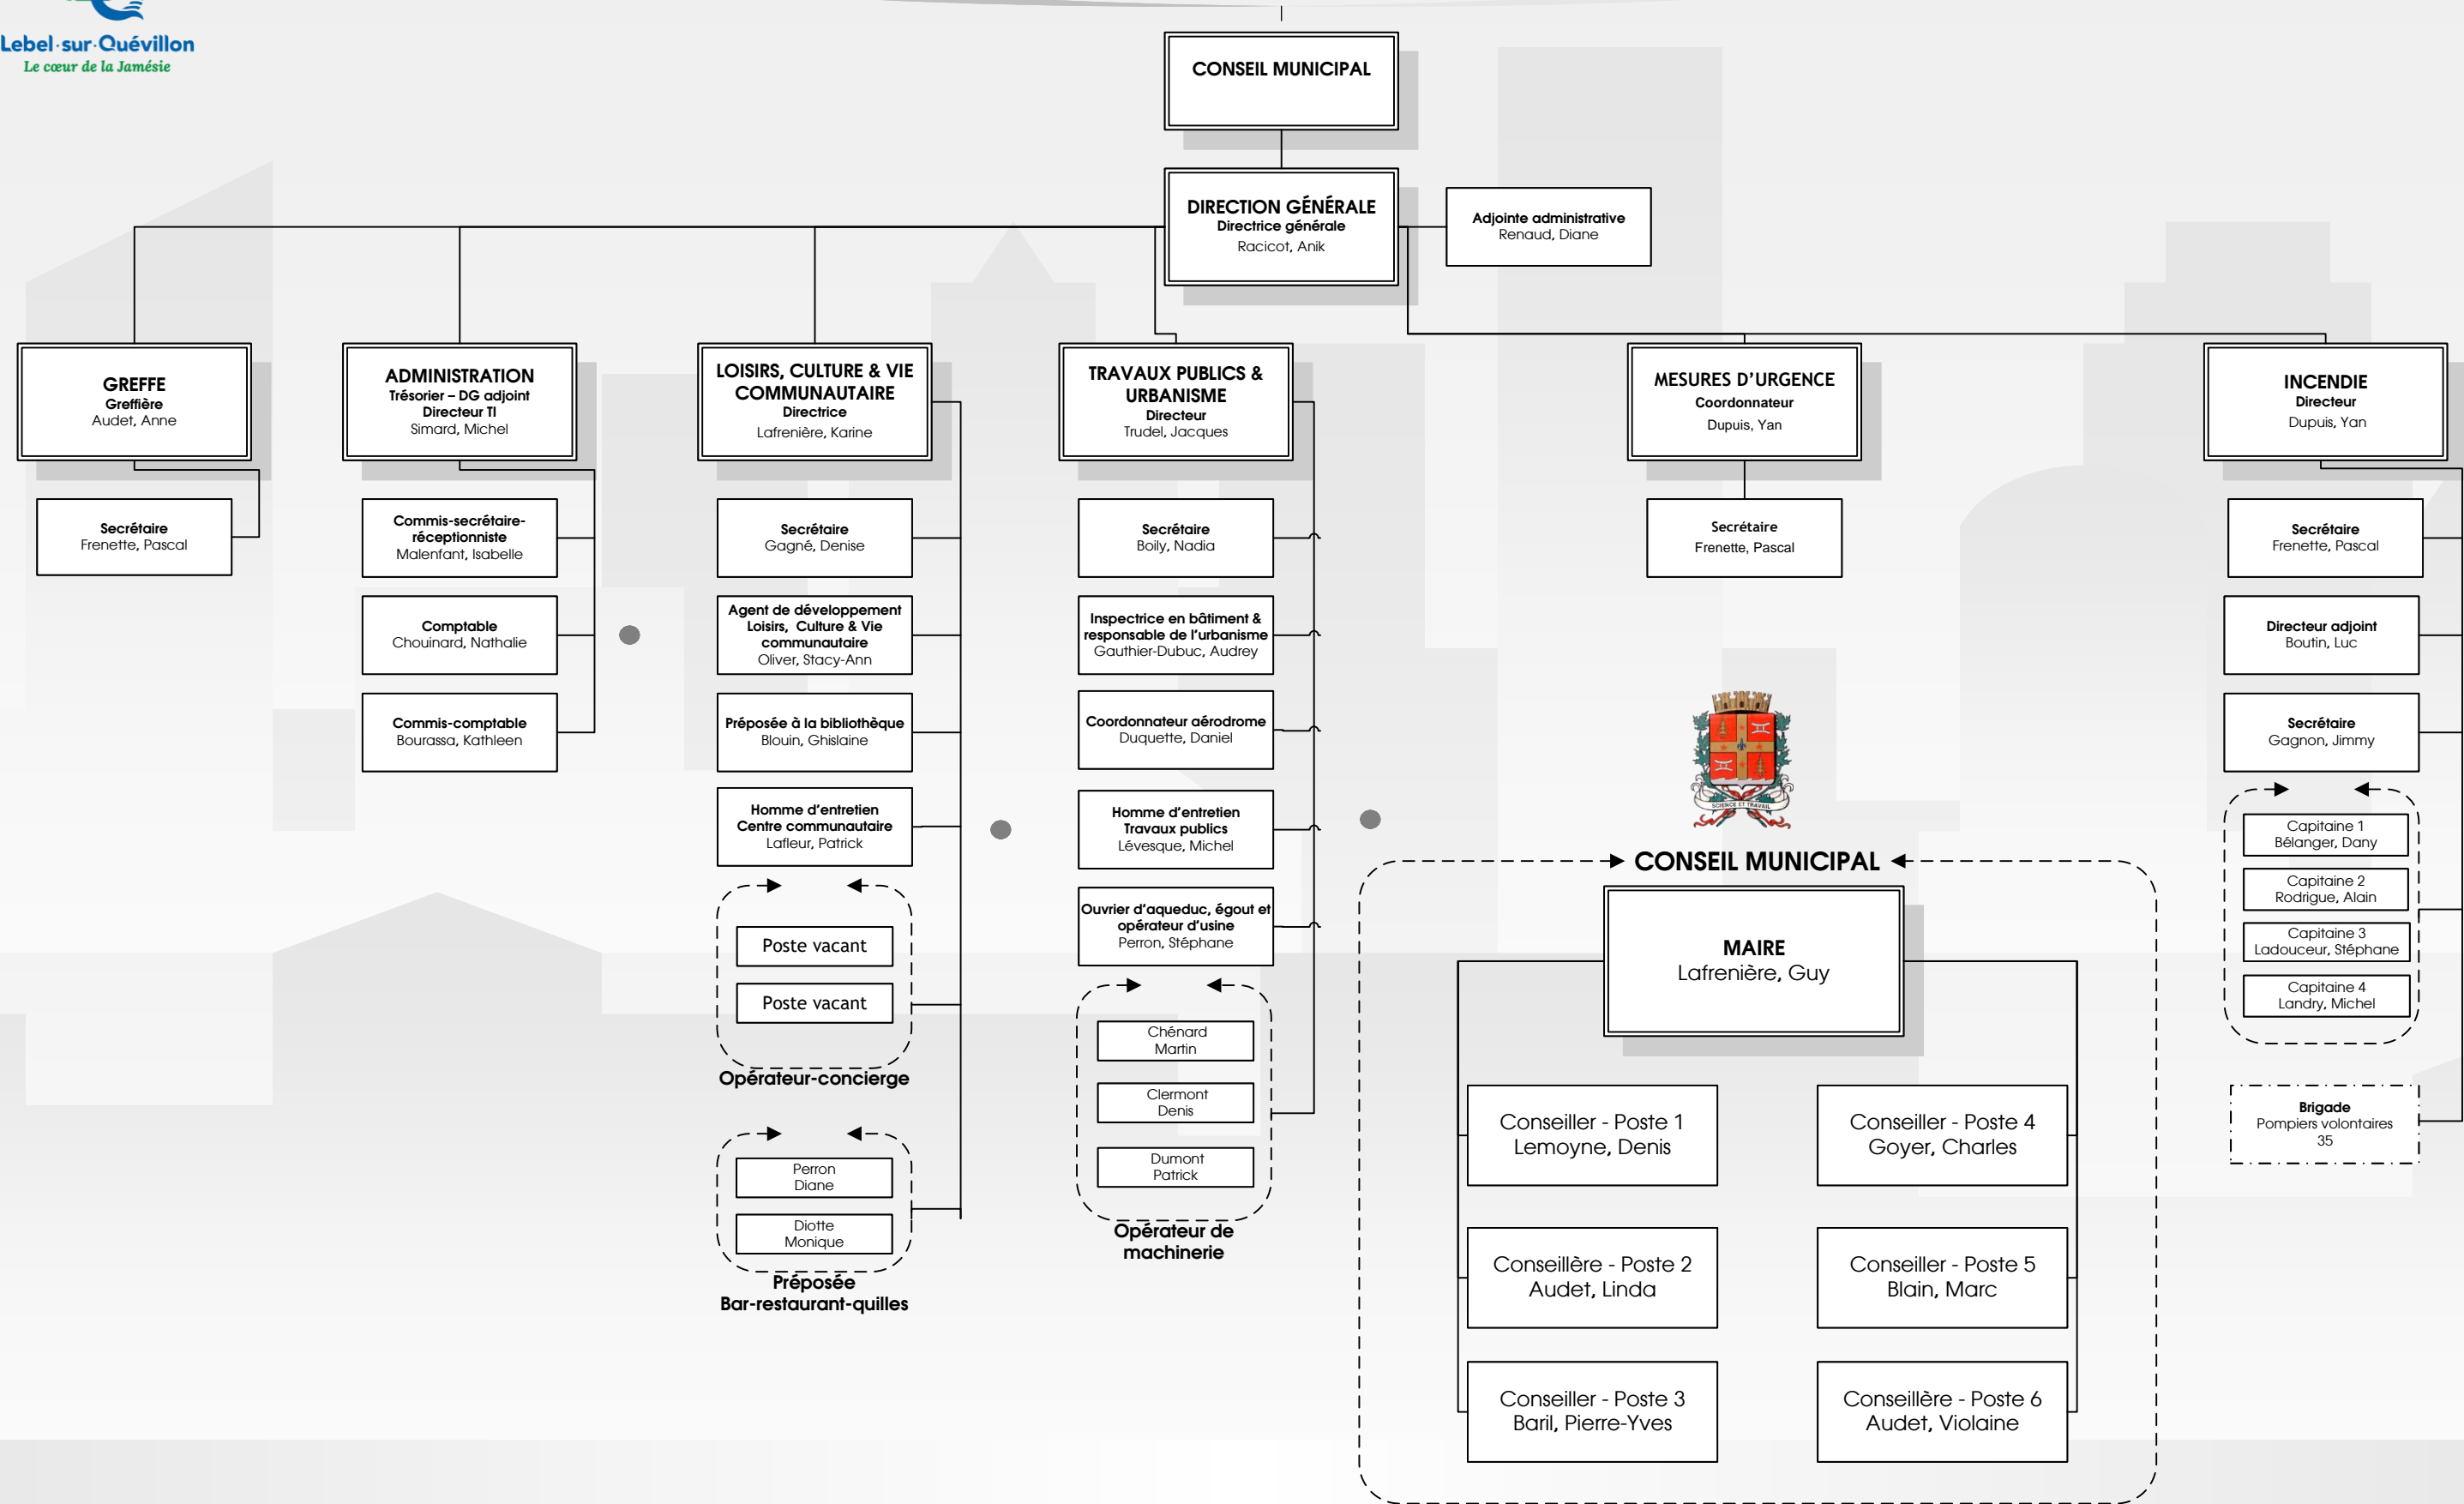 Lebel·sur·Quévillon
Le cœur de la Jamésie
CONSEIL MUNICIPAL
DIRECTION GÉNÉRALE
Directrice générale
Racicot, Anik
Adjointe administrative
Renaud, Diane
GREFFE
Greffière
Audet, Anne
Secrétaire
Frenette, Pascal
ADMINISTRATION
Trésorier – DG adjoint
Directeur TI
Simard, Michel
Commis-secrétaire-
réceptionniste
Malenfant, Isabelle
Comptable
Chouinard, Nathalie
Commis-comptable
Bourassa, Kathleen
LOISIRS, CULTURE & VIE
COMMUNAUTAIRE
Directrice
Lafrenière, Karine
Secrétaire
Gagné, Denise
Agent de développement
Loisirs, Culture & Vie
communautaire
Oliver, Stacy-Ann
Préposée à la bibliothèque
Blouin, Ghislaine
Homme d'entretien
Centre communautaire
Lafleur, Patrick
Poste vacant
Poste vacant
Opérateur-concierge
Perron
Diane
Diotte
Monique
Préposée
Bar-restaurant-quilles
TRAVAUX PUBLICS &
URBANISME
Directeur
Trudel, Jacques
Secrétaire
Boily, Nadia
Inspectrice en bâtiment &
responsable de l'urbanisme
Gauthier-Dubuc, Audrey
Coordonnateur aérodrome
Duquette, Daniel
Homme d'entretien
Travaux publics
Lévesque, Michel
Ouvrier d'aqueduc, égout et
opérateur d'usine
Perron, Stéphane
Chénard
Martin
Clermont
Denis
Dumont
Patrick
Opérateur de
machinerie
MESURES D'URGENCE
Coordonnateur
Dupuis, Yan
Secrétaire
Frenette, Pascal
INCENDIE
Directeur
Dupuis, Yan
Secrétaire
Frenette, Pascal
Directeur adjoint
Boutin, Luc
Secrétaire
Gagnon, Jimmy
Capitaine 1
Bélanger, Dany
Capitaine 2
Rodrigue, Alain
Capitaine 3
Ladouceur, Stéphane
Capitaine 4
Landry, Michel
Brigade
Pompiers volontaires
35
SCIENCE ET TRAVAIL
CONSEIL MUNICIPAL
MAIRE
Lafrenière, Guy
Conseiller - Poste 1
Lemoyne, Denis
Conseillère - Poste 2
Audet, Linda
Conseiller - Poste 3
Baril, Pierre-Yves
Conseiller - Poste 4
Goyer, Charles
Conseiller - Poste 5
Blain, Marc
Conseillère - Poste 6
Audet, Violaine